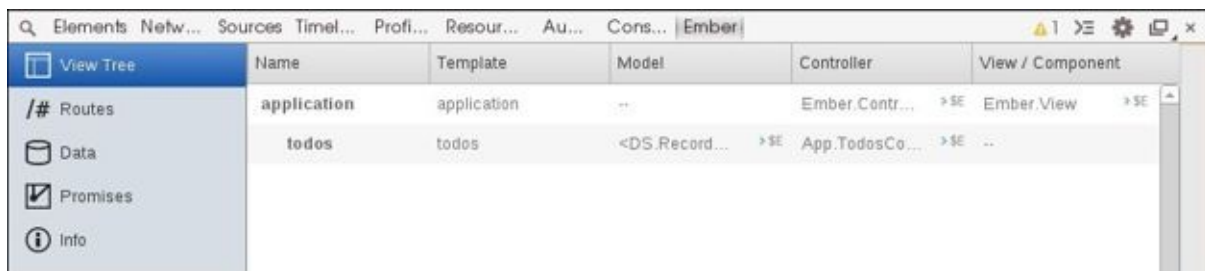 Elements Netw... Sources Timel... Profi... Resour... Au... Cons... Ember 1
View Tree Name Template Model Controller View / Component
/# Routes application application -- Ember.Contr... >$E Ember.View >$E
Data todos todos <DS.Record... >$E App.TodosCo... >$E --
Promises
Info